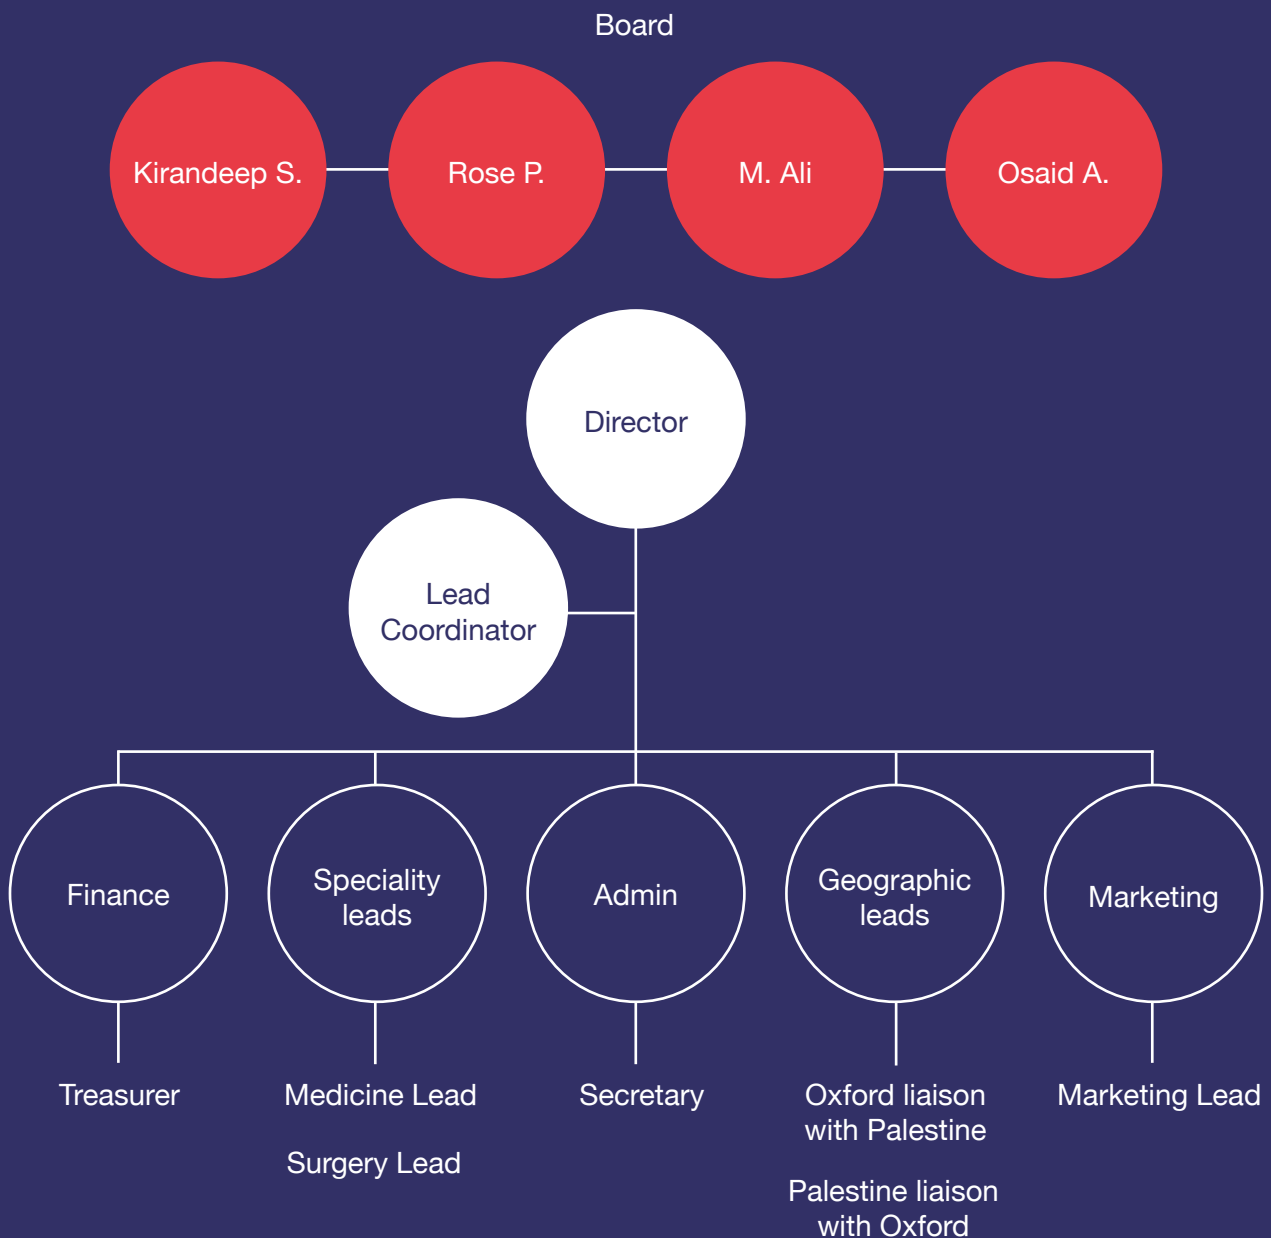 Board
Kirandeep S.
Rose P.
M. Ali
Osaid A.
Director
Lead
Coordinator
Finance
Speciality
leads
Admin
Geographic
leads
Marketing
Treasurer
Medicine Lead
Surgery Lead
Secretary
Oxford liaison
with Palestine
Palestine liaison
with Oxford
Marketing Lead